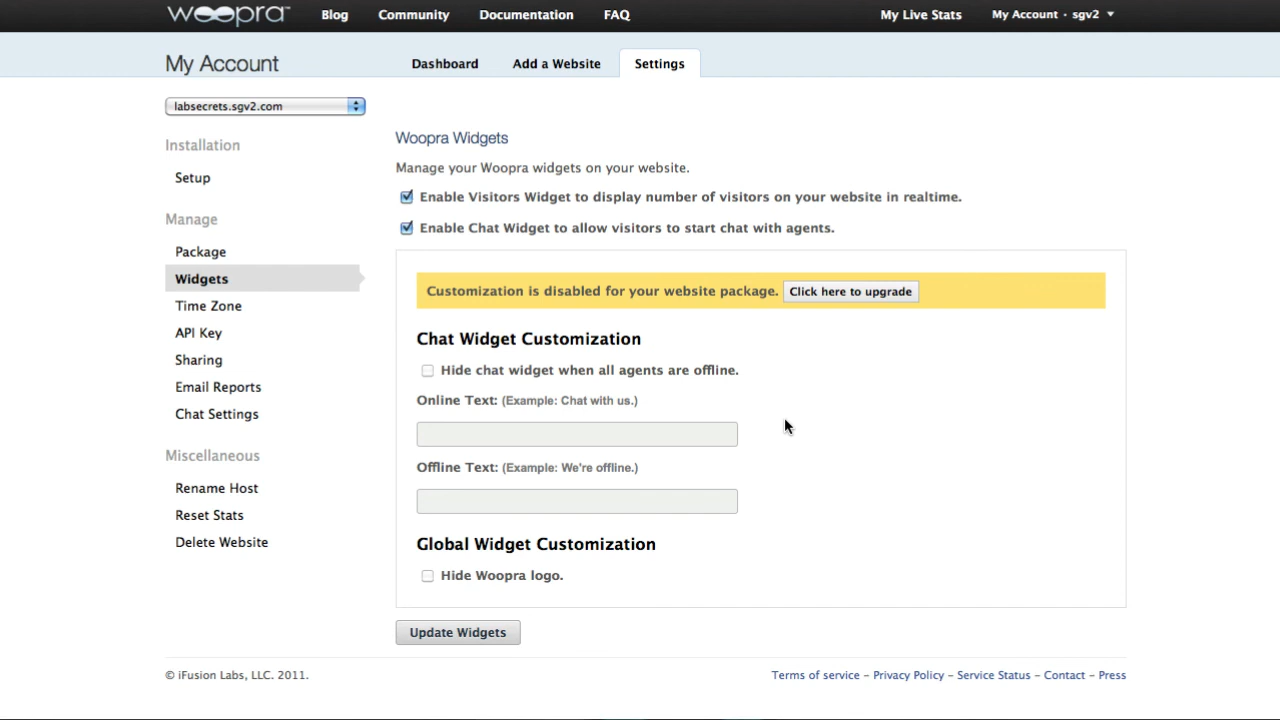 woopra™ Blog Community Documentation FAQ My Live Stats My Account · sgv2
My Account Dashboard Add a Website Settings
labsecrets.sgv2.com
Installation
Setup
Manage
Package
Widgets
Time Zone
API Key
Sharing
Email Reports
Chat Settings
Miscellaneous
Rename Host
Reset Stats
Delete Website
Woopra Widgets
Manage your Woopra widgets on your website.
Enable Visitors Widget to display number of visitors on your website in realtime.
Enable Chat Widget to allow visitors to start chat with agents.
Customization is disabled for your website package. Click here to upgrade
Chat Widget Customization
Hide chat widget when all agents are offline.
Online Text: (Example: Chat with us.)
Offline Text: (Example: We're offline.)
Global Widget Customization
Hide Woopra logo.
Update Widgets
© iFusion Labs, LLC. 2011. Terms of service – Privacy Policy – Service Status – Contact – Press